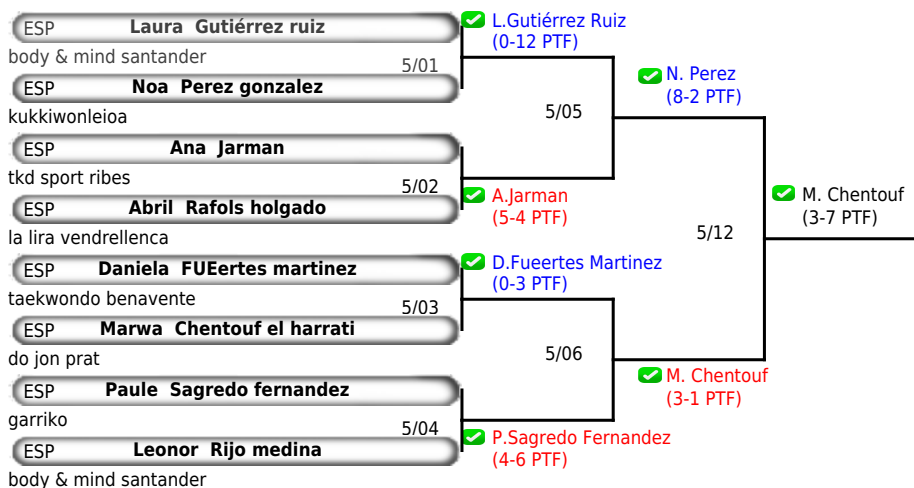 ESP Laura Gutiérrez ruiz
body & mind santander
5/01
ESP Noa Perez gonzalez
kukkiwonleioa
ESP Ana Jarman
tkd sport ribes
5/02
ESP Abril Rafols holgado
la lira vendrellenca
ESP Daniela FUEertes martinez
taekwondo benavente
5/03
ESP Marwa Chentouf el harrati
do jon prat
ESP Paule Sagredo fernandez
garriko
5/04
ESP Leonor Rijo medina
body & mind santander
L.Gutiérrez Ruiz
(0-12 PTF)
5/05
A.Jarman
(5-4 PTF)
D.Fueertes Martinez
(0-3 PTF)
5/06
P.Sagredo Fernandez
(4-6 PTF)
N. Perez
(8-2 PTF)
5/12
M. Chentouf
(3-1 PTF)
M. Chentouf
(3-7 PTF)